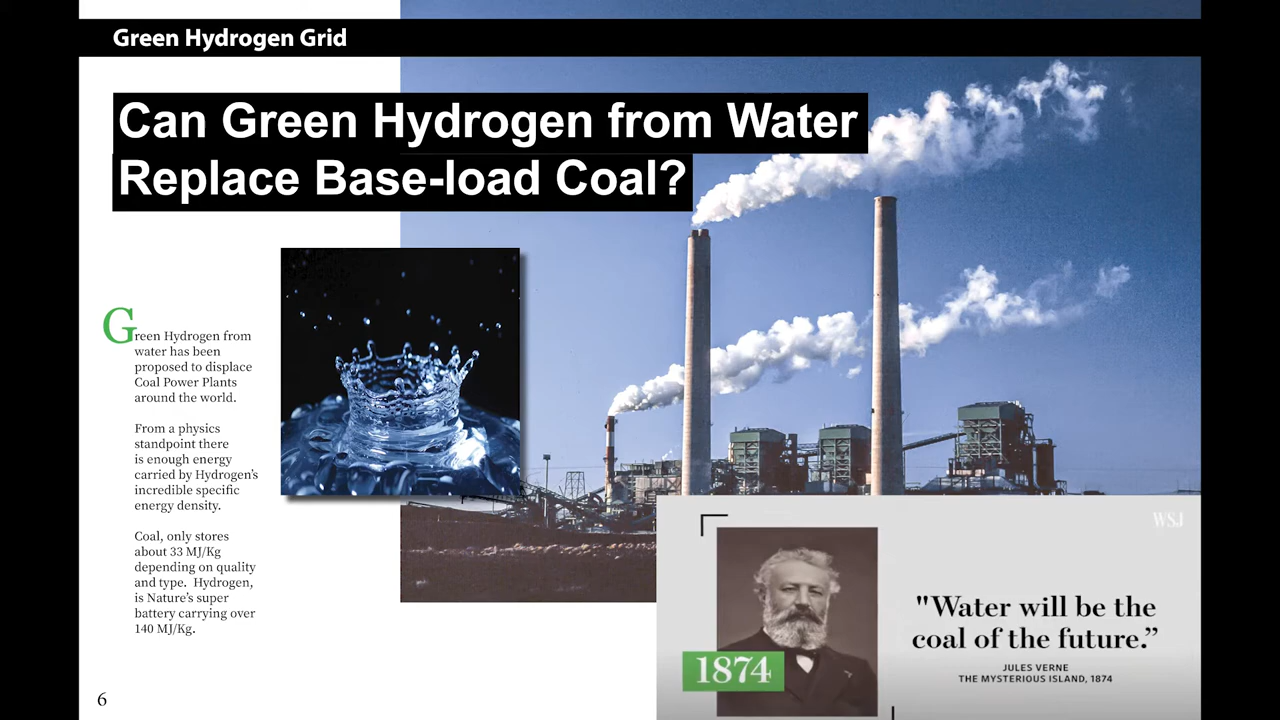 Green Hydrogen Grid
Can Green Hydrogen from Water
Replace Base-load Coal?
Green Hydrogen from
water has been
proposed to displace
Coal Power Plants
around the world.
From a physics
standpoint there
is enough energy
carried by Hydrogen's
incredible specific
energy density.
Coal, only stores
about 33 MJ/Kg
depending on quality
and type. Hydrogen,
is Nature's super
battery carrying over
140 MJ/Kg.
6
WSJ
1874
"Water will be the
coal of the future.”
JULES VERNE
THE MYSTERIOUS ISLAND, 1874